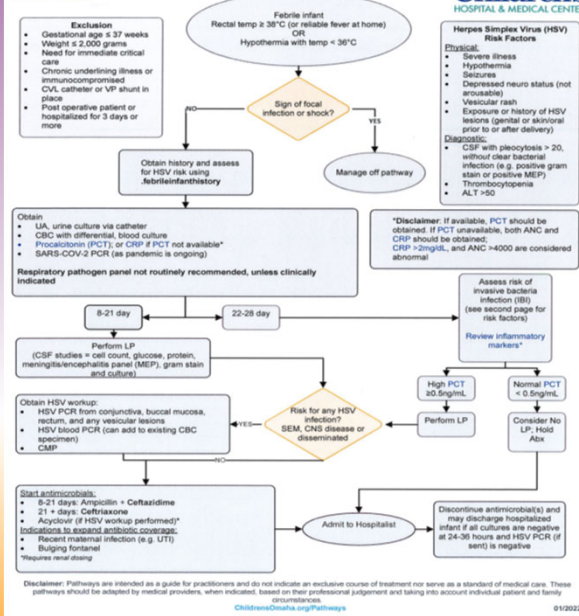 HOSPITAL & MEDICAL CENTE
Exclusion
Gestational age ≤ 37 weeks
Weight ≤ 2,000 grams
Need for immediate critical
care
Chronic underlining illness or
immunocompromised
CVL catheter or VP shunt in
place
Post operative patient or
hospitalized for 3 days or
more
Febrile infant
Rectal temp ≥ 38°C (or reliable fever at home)
OR
Hypothermia with temp < 36°C
Herpes Simplex Virus (HSV)
Risk Factors
Physical:
Severe illness
Hypothermia
Seizures
Depressed neuro status (not
arousable)
Vesicular rash
Exposure or history of HSV
lesions (genital or skin/oral
prior to or after delivery)
Diagnostic:
CSF with pleocytosis > 20,
without clear bacterial
infection (e.g. positive gram
stain or positive MEP)
Thrombocytopenia
ALT >50
Sign of focal
infection or shock?
NO
YES
Obtain history and assess
for HSV risk using
.febrileinfanthistory
Manage off pathway
Obtain
UA, urine culture via catheter
CBC with differential, blood culture
Procalcitonin (PCT); or CRP if PCT not available*
SARS-COV-2 PCR (as pandemic is ongoing)
Respiratory pathogen panel not routinely recommended, unless clinically
indicated
*Disclaimer: If available, PCT should be
obtained. If PCT unavailable, both ANC and
CRP should be obtained;
CRP >2mg/dL, and ANC >4000 are considered
abnormal
8-21 day
22-28 day
Assess risk of
invasive bacteria
infection (IBI)
(see second page for
risk factors)
Review inflammatory
markers*
Perform LP
(CSF studies = cell count, glucose, protein,
meningitis/encephalitis panel (MEP), gram stain
and culture)
High PCT
≥0.5ng/mL
Normal PCT
< 0.5ng/mL
Obtain HSV workup:
HSV PCR from conjunctiva, buccal mucosa,
rectum, and any vesicular lesions
HSV blood PCR (can add to existing CBC
specimen)
CMP
YES
Risk for any HSV
infection?
SEM, CNS disease or
disseminated
Perform LP
Consider No
LP; Hold
Abx
NO
Start antimicrobials:
8-21 days: Ampicillin + Ceftazidime
21 + days: Ceftriaxone
Acyclovir (if HSV workup performed)*
Indications to expand antibiotic coverage:
Recent maternal infection (e.g. UTI)
Bulging fontanel
*Requires renal dosing
Admit to Hospitalist
Discontinue antimicrobial(s) and
may discharge hospitalized
infant if all cultures are negative
at 24-36 hours and HSV PCR (if
sent) is negative
Disclaimer: Pathways are intended as a guide for practitioners and do not indicate an exclusive course of treatment nor serve as a standard of medical care. These
pathways should be adapted by medical providers, when indicated, based on their professional judgement and taking into account individual patient and family
circumstances.
ChildrensOmaha.org/Pathways
01/2022